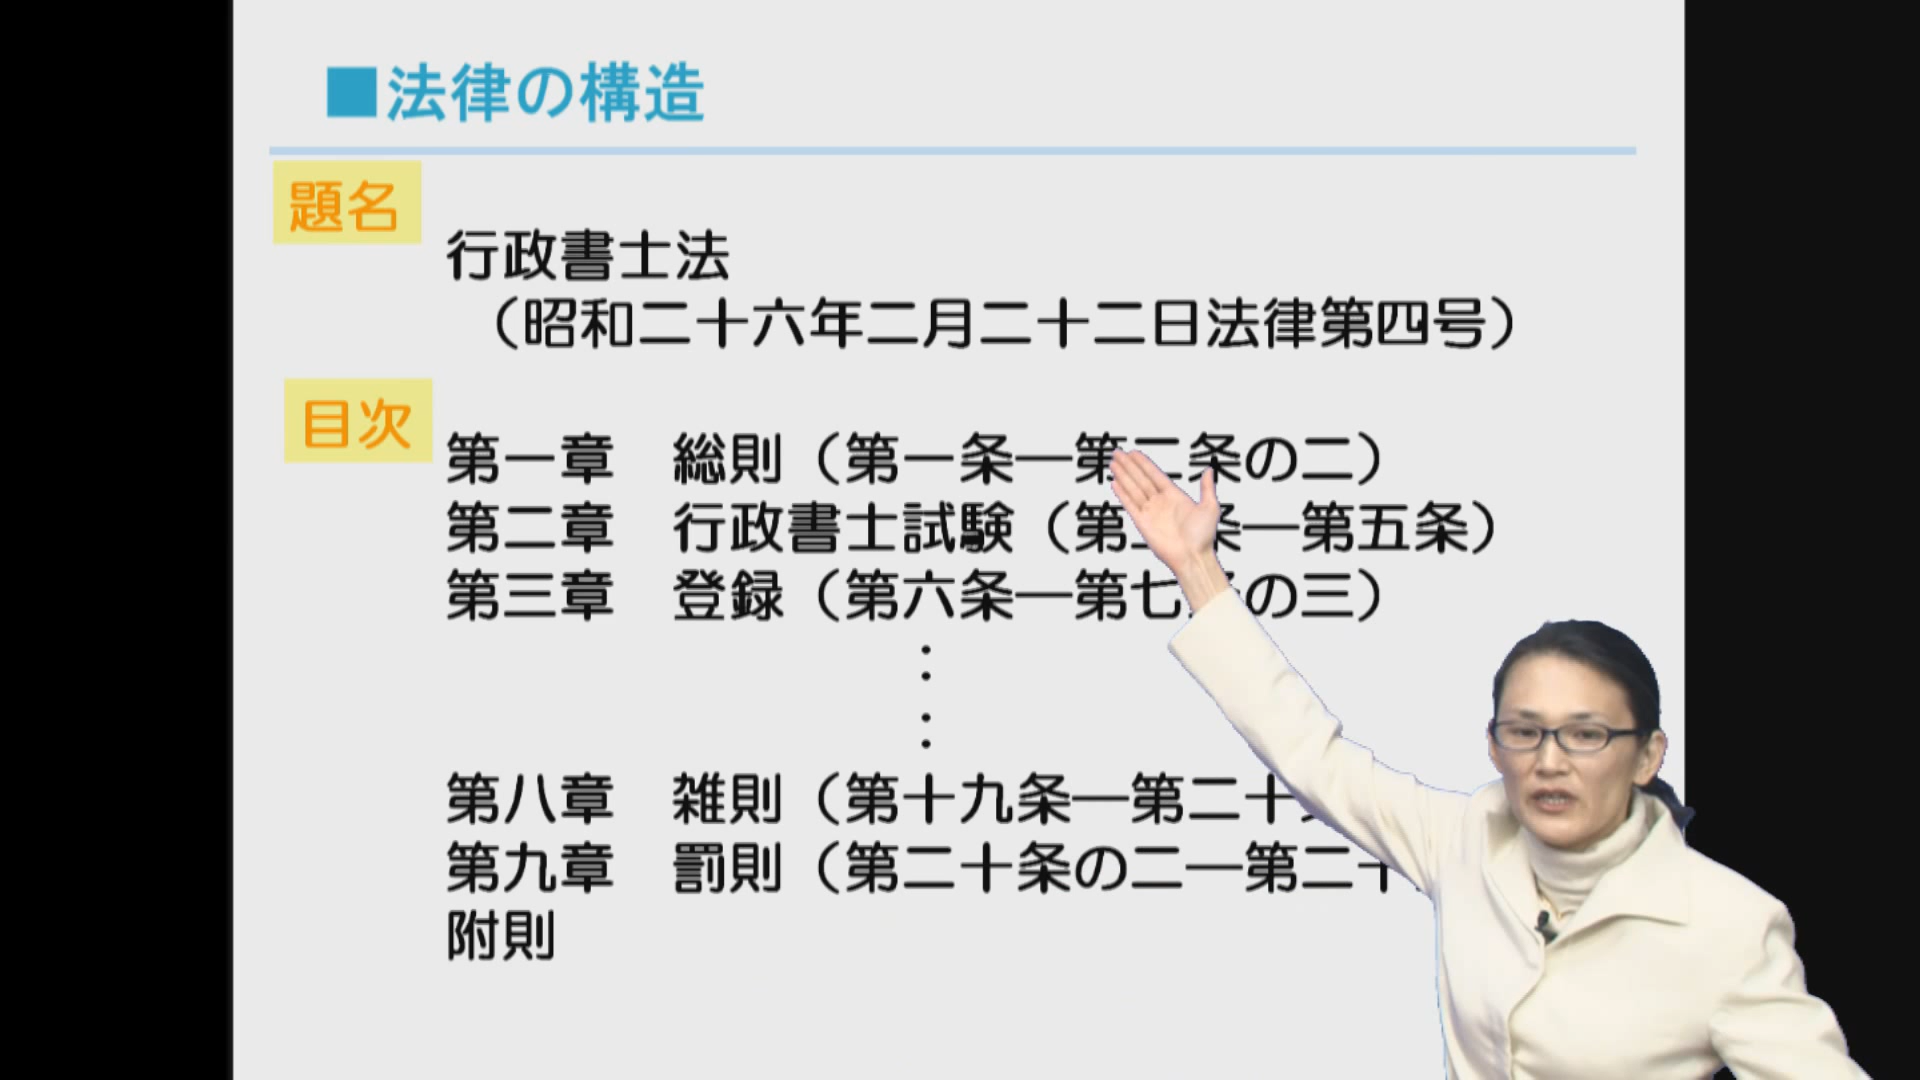 ■法律の構造
題名
行政書士法
（昭和二十六年二月二十二日法律第四号）
目次
第一章　総則（第一条―第二条の二）
第二章　行政書士試験（第三条―第五条）
第三章　登録（第六条―第七条の三）
：
：
第八章　雑則（第十九条―第二十
第九章　罰則（第二十条の二―第二十
附則